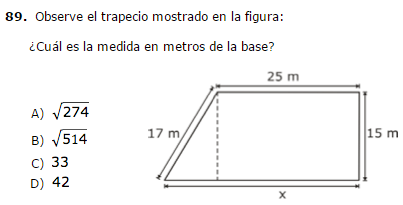 89. Observe el trapecio mostrado en la figura:
¿Cuál es la medida en metros de la base?
25 m
A) √274
B) √514
C) 33
D) 42
17 m
15 m
x